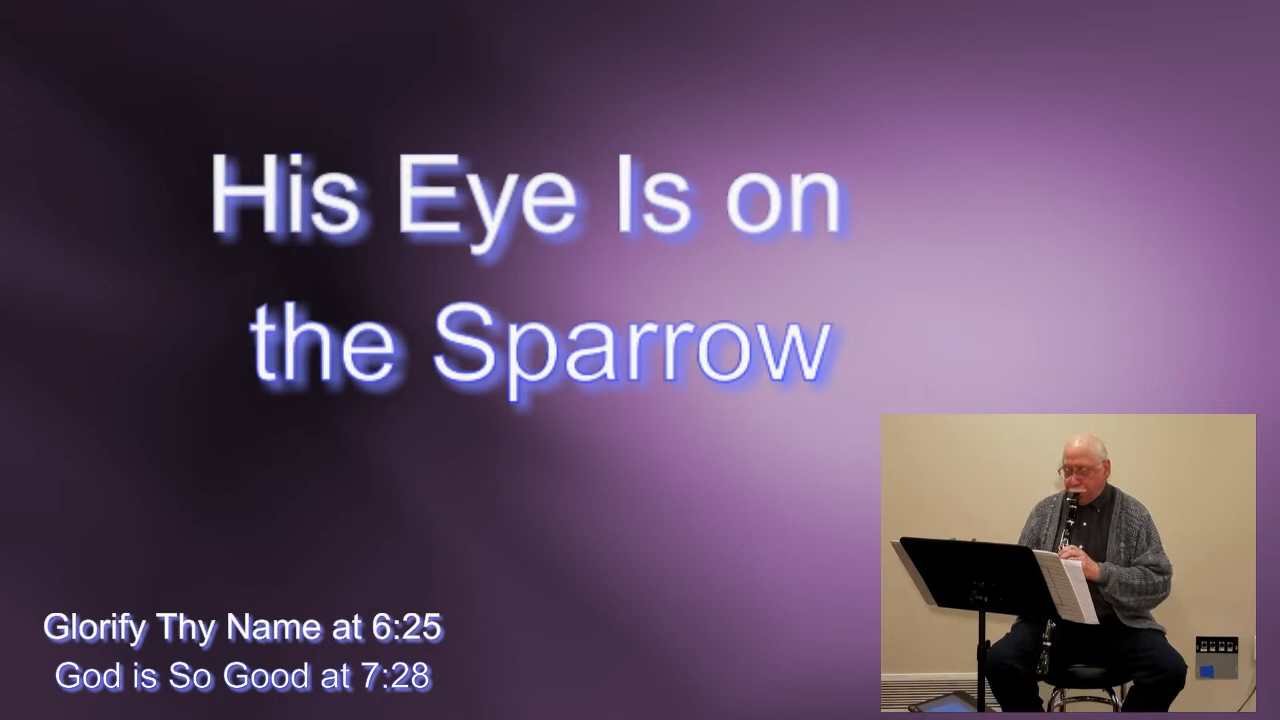 His Eye Is on
the Sparrow
Glorify Thy Name at 6:25
God is So Good at 7:28